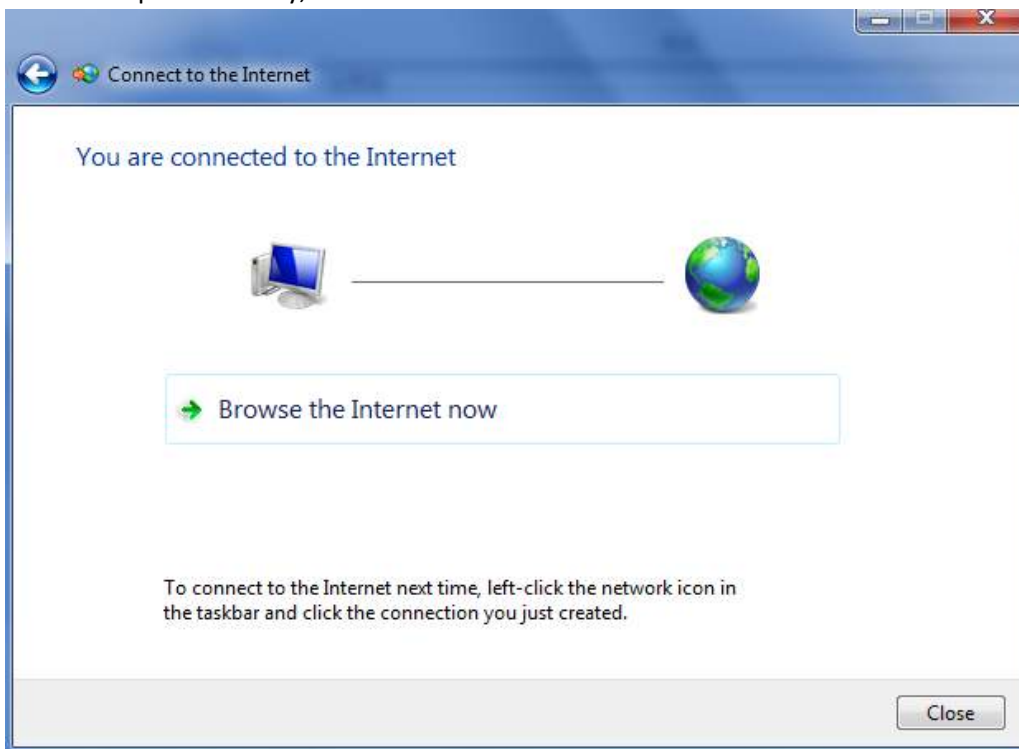 Connect to the Internet
You are connected to the Internet
Browse the Internet now
To connect to the Internet next time, left-click the network icon in
the taskbar and click the connection you just created.
Close